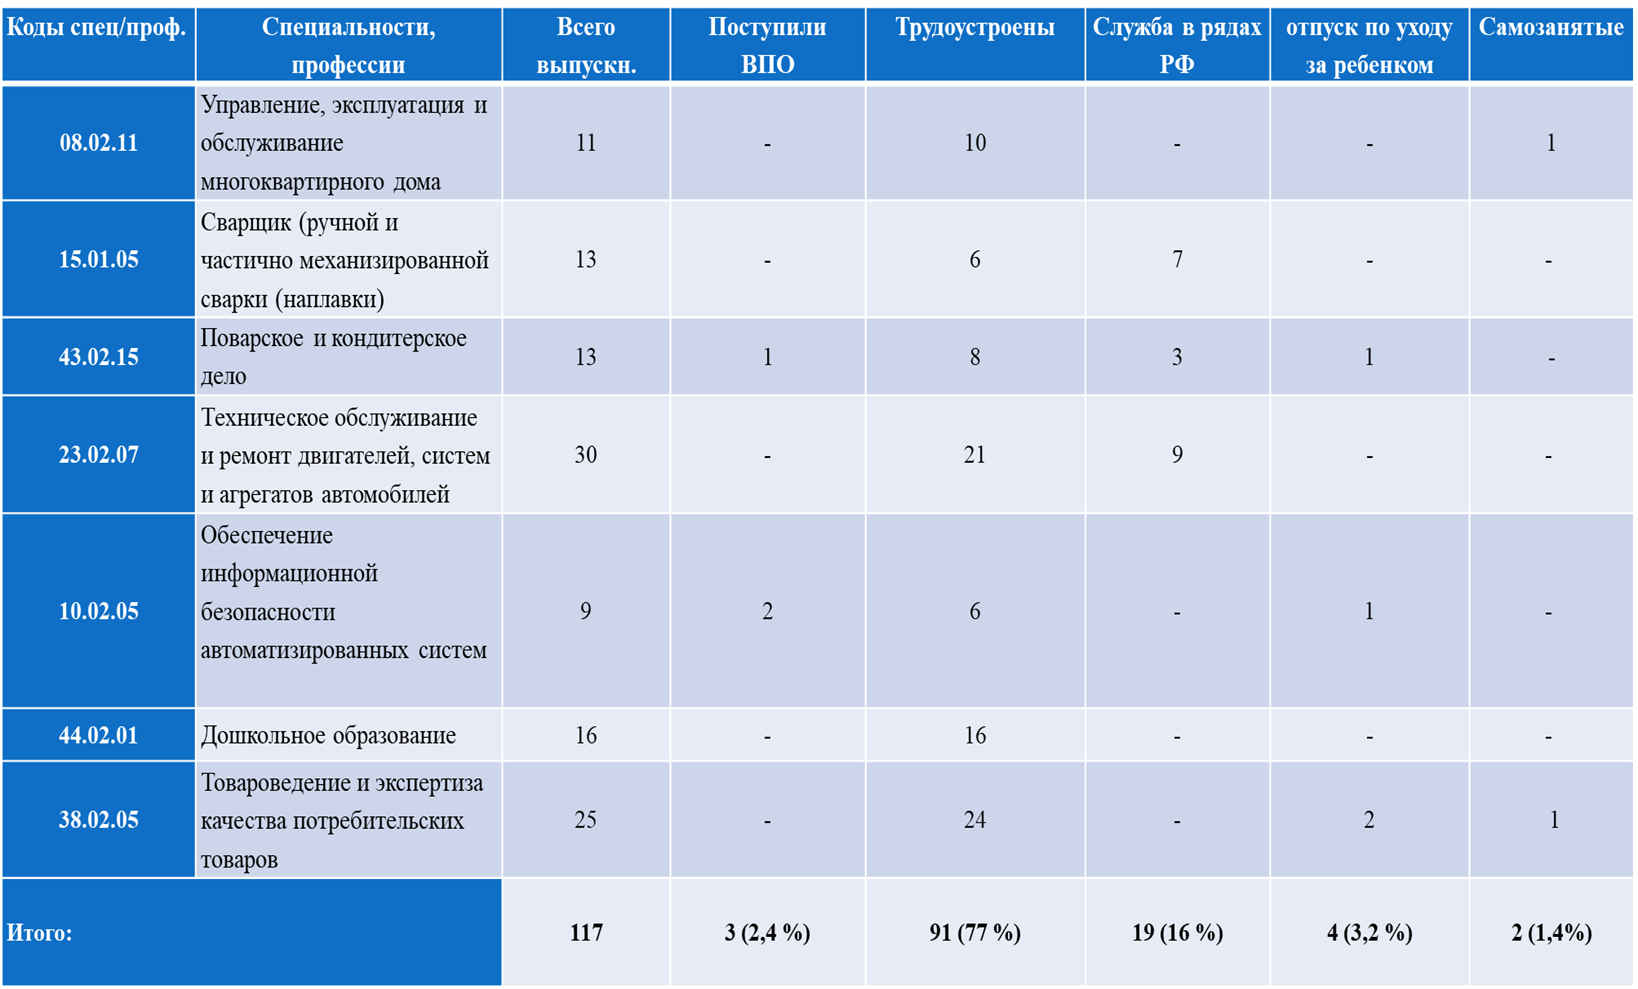 Коды спец/проф.
Специальности,
профессии
Всего
выпускн.
Поступили
ВПО
Трудоустроены
Служба в рядах
РФ
отпуск по уходу
за ребенком
Самозанятые
08.02.11
Управление, эксплуатация и
обслуживание
многоквартирного дома
11
-
10
-
-
1
15.01.05
Сварщик (ручной и
частично механизированной
сварки (наплавки)
13
-
6
7
-
-
43.02.15
Поварское и кондитерское
дело
13
1
8
3
1
-
23.02.07
Техническое обслуживание
и ремонт двигателей, систем
и агрегатов автомобилей
30
-
21
9
-
-
10.02.05
Обеспечение
информационной
безопасности
автоматизированных систем
9
2
6
-
1
-
44.02.01
Дошкольное образование
16
-
16
-
-
-
38.02.05
Товароведение и экспертиза
качества потребительских
товаров
25
-
24
-
2
1
Итого:
117
3 (2,4 %)
91 (77 %)
19 (16 %)
4 (3,2 %)
2 (1,4%)